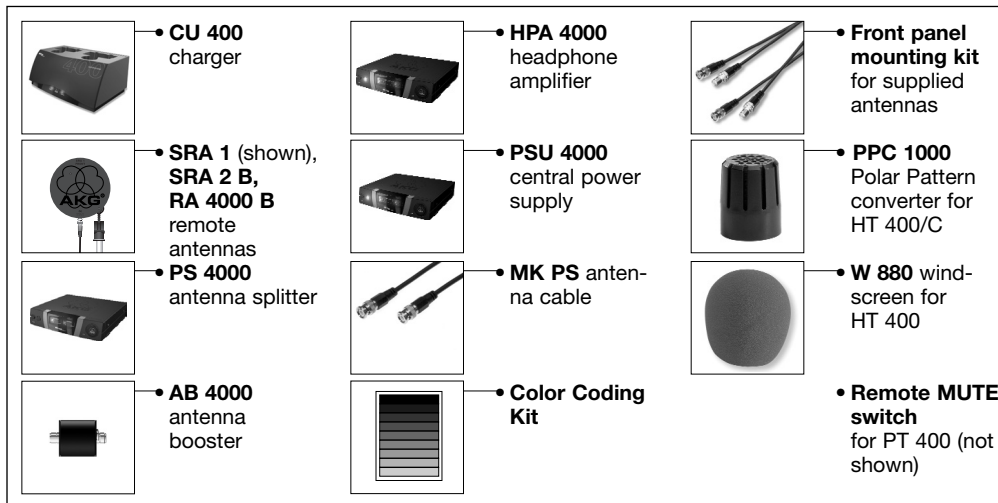 • CU 400
charger
• SRA 1 (shown),
SRA 2 B,
RA 4000 B
remote
antennas
AKG®
• PS 4000
antenna splitter
• AB 4000
antenna
booster
• HPA 4000
headphone
amplifier
• PSU 4000
central power
supply
• MK PS anten-
na cable
• Color Coding
Kit
• Front panel
mounting kit
for supplied
antennas
• PPC 1000
Polar Pattern
converter for
HT 400/C
• W 880 wind-
screen for
HT 400
• Remote MUTE
switch
for PT 400 (not
shown)